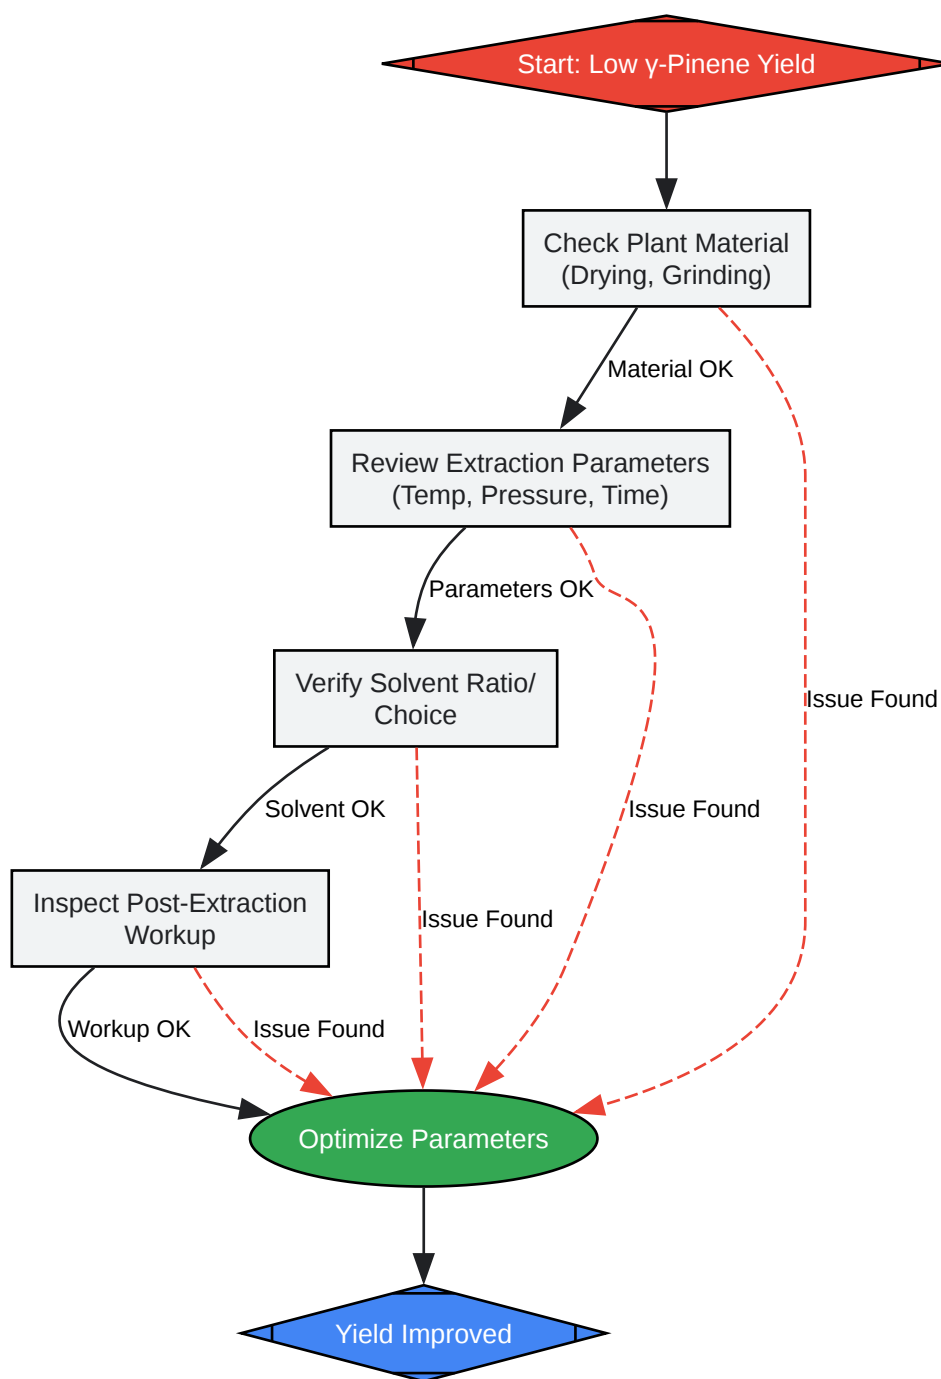 Start: Low γ-Pinene Yield
Check Plant Material
(Drying, Grinding)
Material OK
Review Extraction Parameters
(Temp, Pressure, Time)
Parameters OK
Verify Solvent Ratio/
Choice
Issue Found
Solvent OK
Issue Found
Inspect Post-Extraction
Workup
Issue Found
Workup OK
Issue Found
Optimize Parameters
Yield Improved